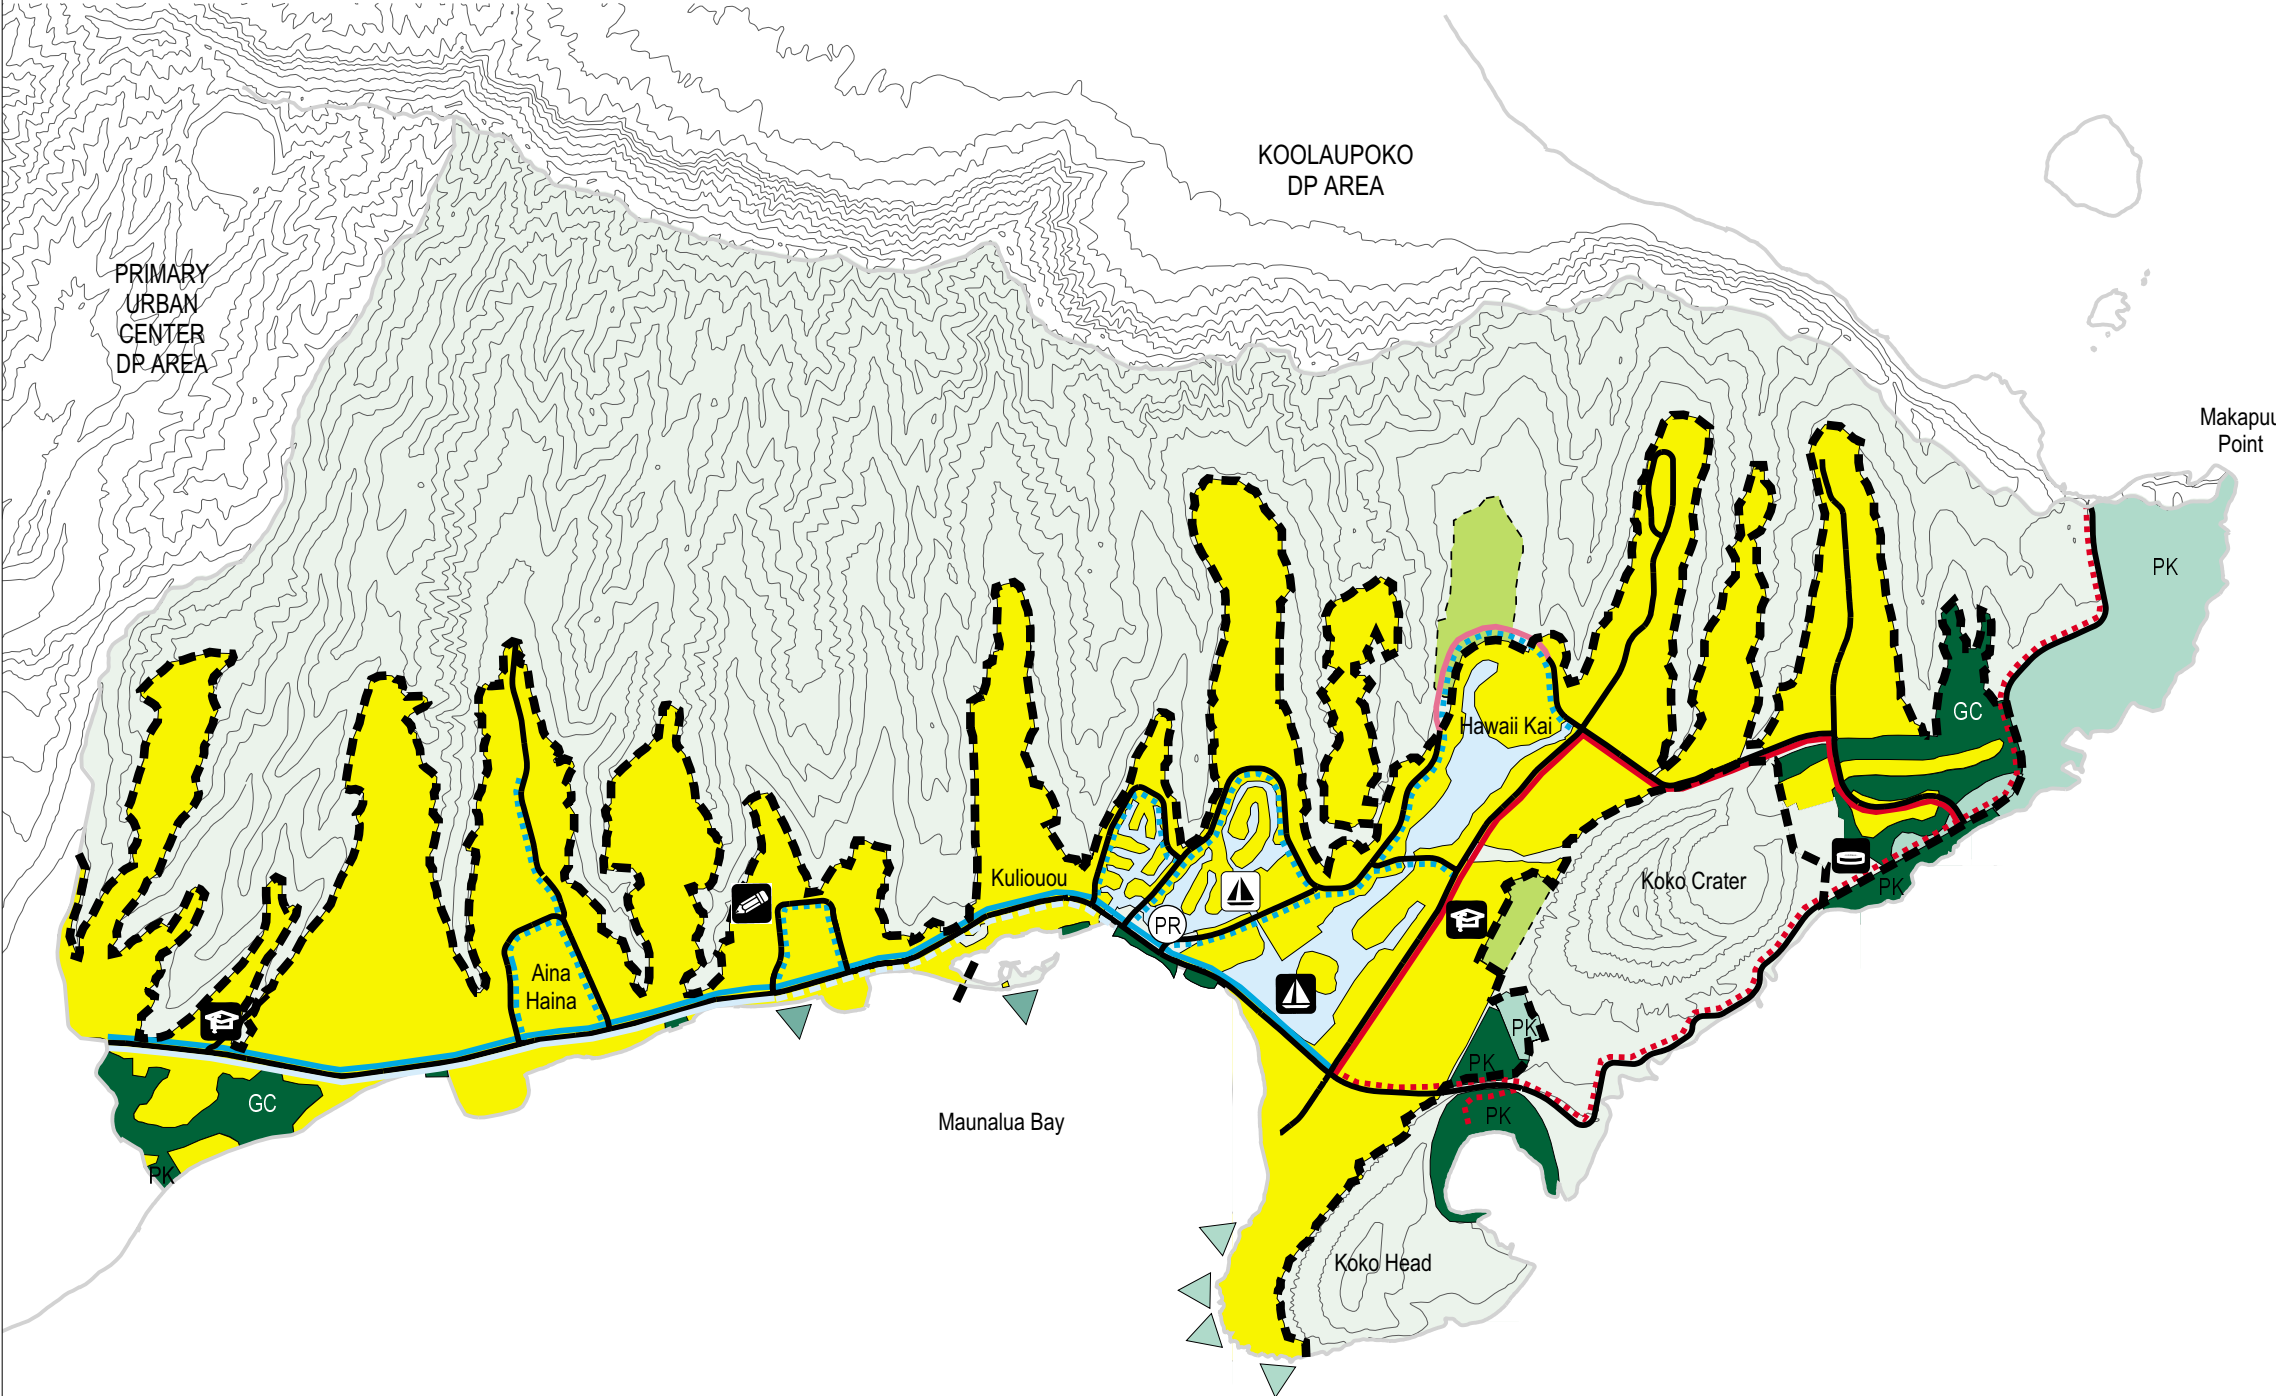 KOOLAUPOKO
DP AREA
PRIMARY
URBAN
CENTER
DP AREA
Makapuu
Point
PK
GC
Hawaii Kai
Kuliouou
Koko Crater
PK
PR
Aina
Haina
PK
PK
GC
PK
Maunalua Bay
PK
Koko Head